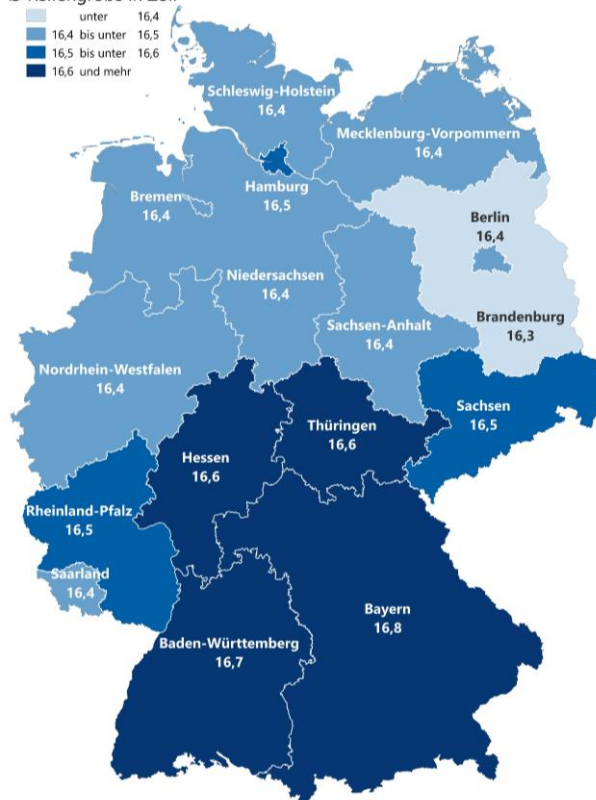 unter 16,4
16,4 bis unter 16,5
16,5 bis unter 16,6
16,6 und mehr
Schleswig-Holstein
16,4
Mecklenburg-Vorpommern
16,4
Hamburg
16,5
Bremen
16,4
Berlin
16,4
Niedersachsen
16,4
Brandenburg
16,3
Sachsen-Anhalt
16,4
Nordrhein-Westfalen
16,4
Sachsen
16,5
Thüringen
16,6
Hessen
16,6
Rheinland-Pfalz
16,5
Saarland
16,4
Bayern
16,8
Baden-Württemberg
16,7